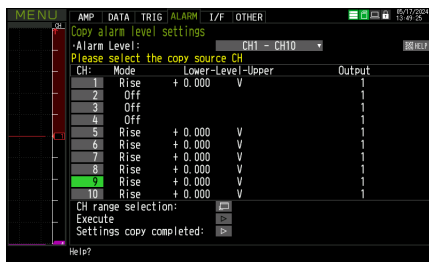 MENU AMP DATA TRIG ALARM I/F OTHER 05/17/2024 13:49:25
CH
Copy alarm level settings
·Alarm Level: CH1 - CH10 ▾ HELP
Please select the copy source CH
CH: Mode Lower-Level-Upper Output
1 Rise + 0.000 V 1
2 Off 1
3 Off 1
4 Off 1
5 Rise + 0.000 V 1
6 Rise + 0.000 V 1
7 Rise + 0.000 V 1
8 Rise + 0.000 V 1
9 Rise + 0.000 V 1
10 Rise + 0.000 V 1
CH range selection:
Execute
Settings copy completed:
Help?